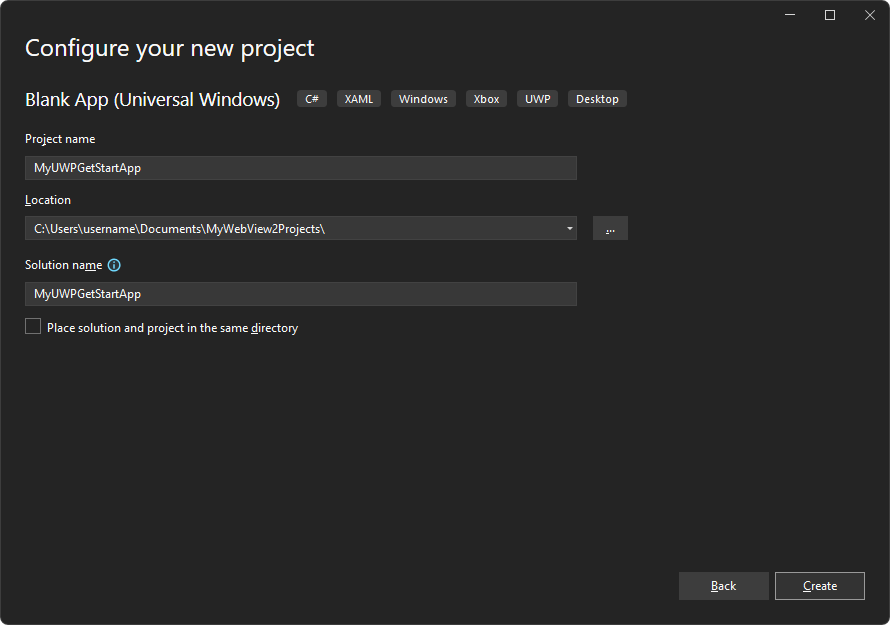 Configure your new project
Blank App (Universal Windows) C# XAML Windows Xbox UWP Desktop
Project name
MyUWPGetStartApp
Location
C:\Users\username\Documents\MyWebView2Projects\
...
Solution name
MyUWPGetStartApp
Place solution and project in the same directory
Back Create